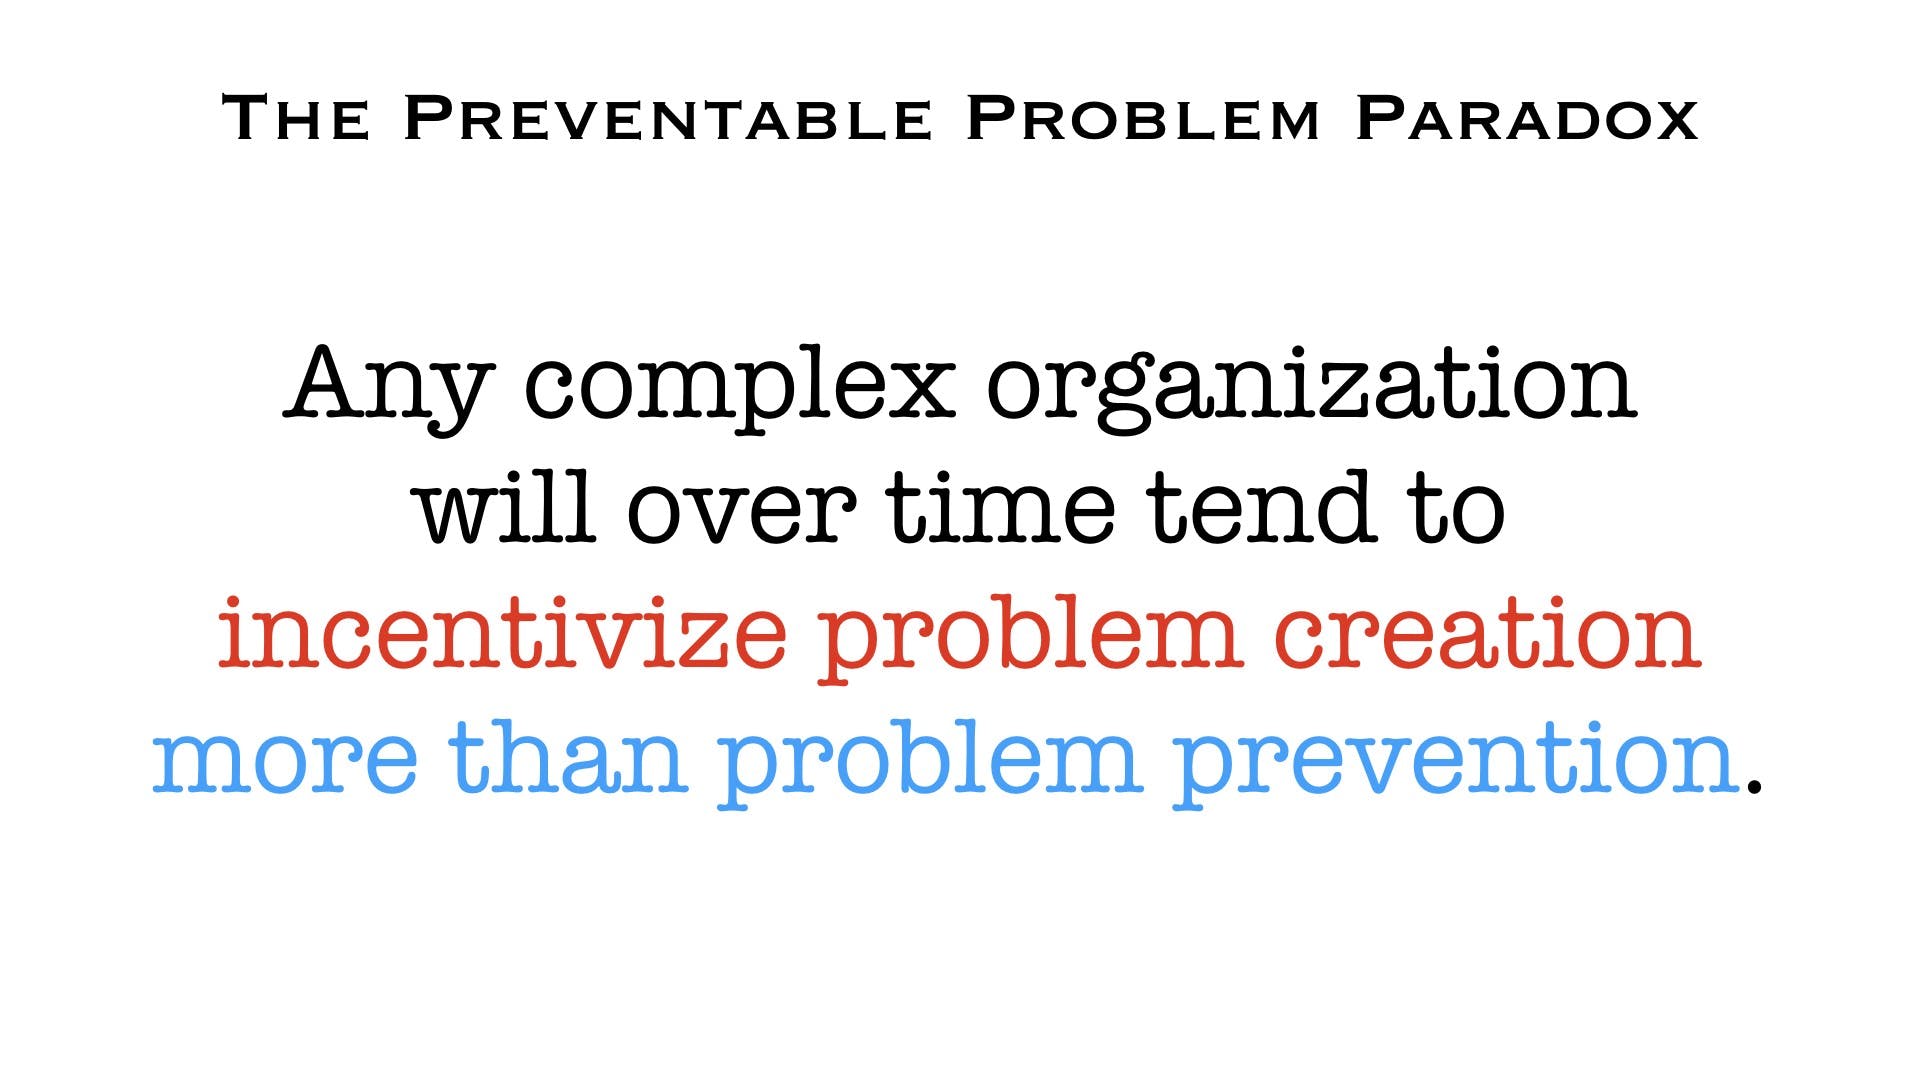 The Preventable Problem Paradox
Any complex organization
will over time tend to
incentivize problem creation
more than problem prevention.